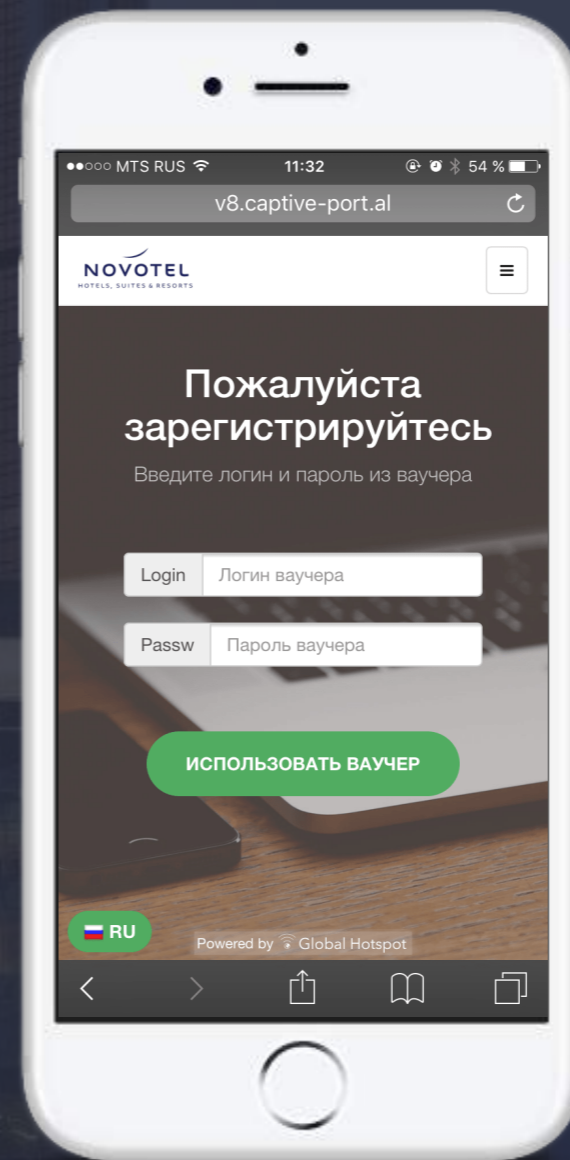 MTS RUS 11:32 54 %
v8.captive-port.al
NOVOTEL
HOTELS, SUITES & RESORTS
Пожалуйста
зарегистрируйтесь
Введите логин и пароль из ваучера
Login Логин ваучера
Passw Пароль ваучера
ИСПОЛЬЗОВАТЬ ВАУЧЕР
RU
Powered by Global Hotspot